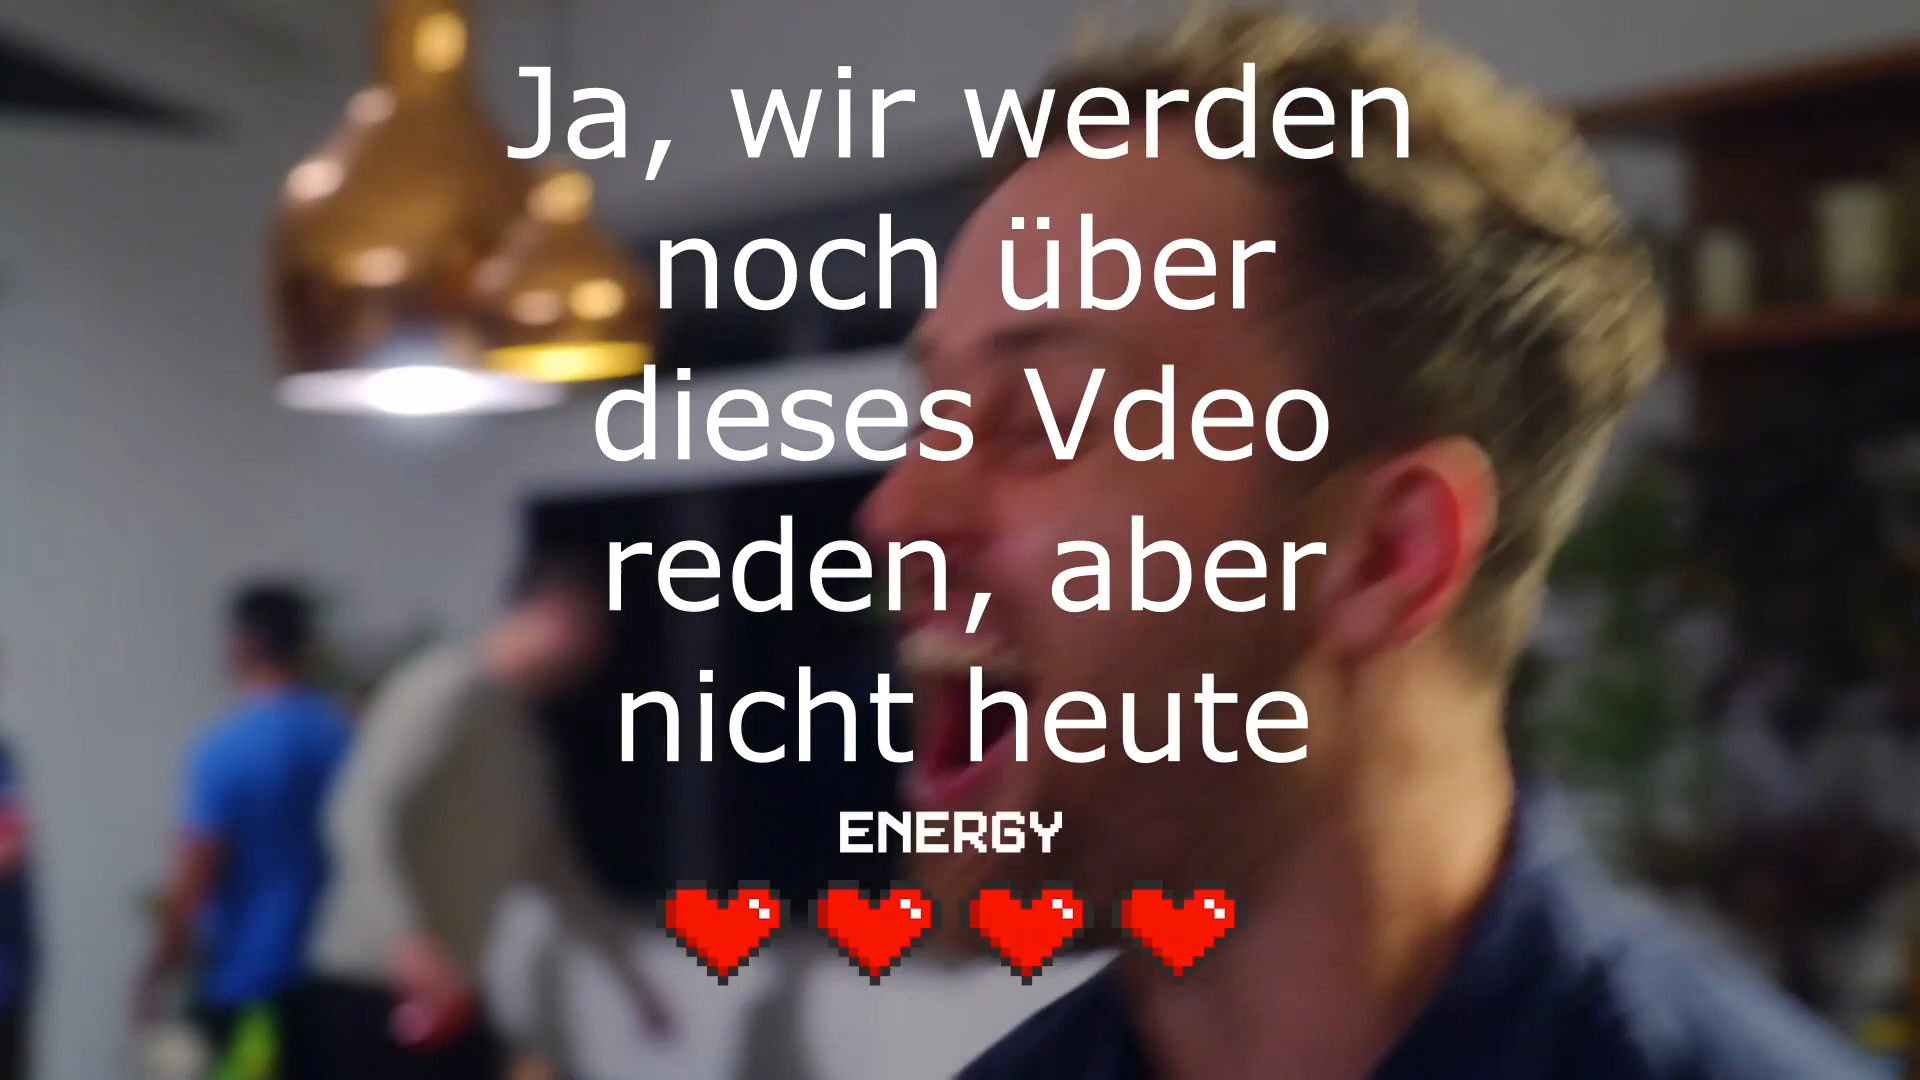 Ja, wir werden
noch über
dieses Vdeo
reden, aber
nicht heute
ENERGY